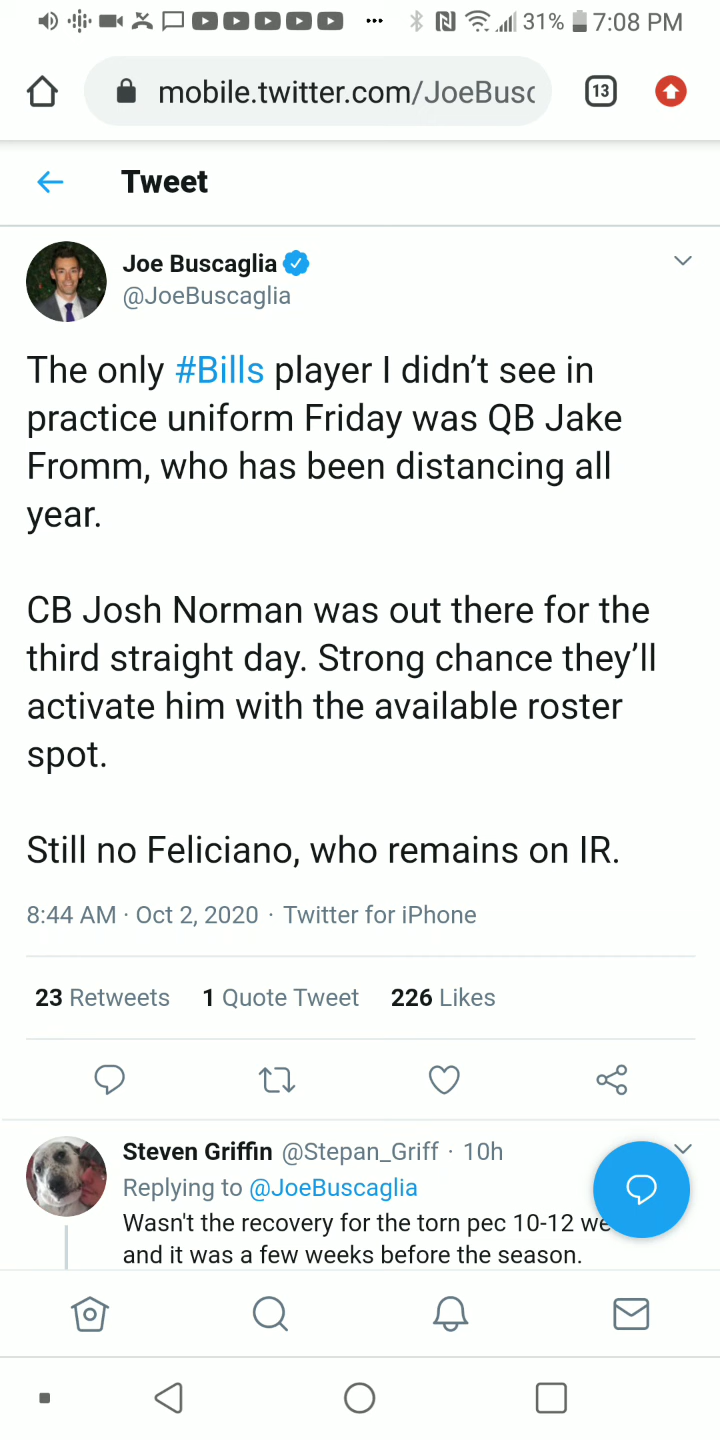 31% 7:08 PM
mobile.twitter.com/JoeBusc
13
Tweet
Joe Buscaglia
@JoeBuscaglia
The only #Bills player I didn’t see in
practice uniform Friday was QB Jake
Fromm, who has been distancing all
year.
CB Josh Norman was out there for the
third straight day. Strong chance they’ll
activate him with the available roster
spot.
Still no Feliciano, who remains on IR.
8:44 AM · Oct 2, 2020 · Twitter for iPhone
23 Retweets 1 Quote Tweet 226 Likes
Steven Griffin @Stepan_Griff · 10h
Replying to @JoeBuscaglia
Wasn't the recovery for the torn pec 10-12 we
and it was a few weeks before the season.